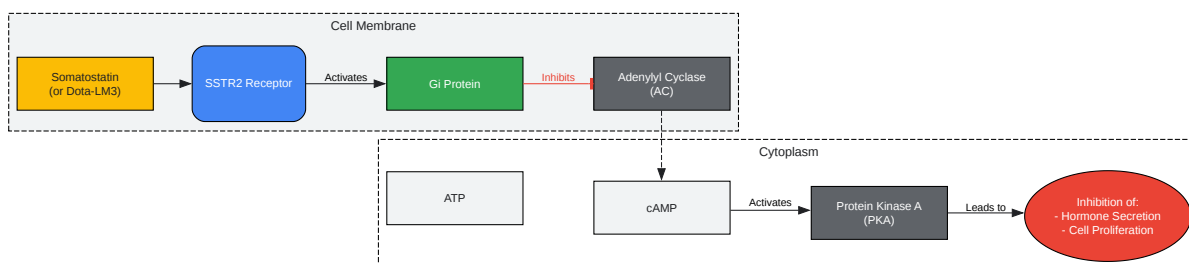 Cell Membrane
Somatostatin
(or Dota-LM3)
SSTR2 Receptor
Activates
Gi Protein
Inhibits
Adenylyl Cyclase
(AC)
Cytoplasm
ATP
cAMP
Activates
Protein Kinase A
(PKA)
Leads to
Inhibition of:
- Hormone Secretion
- Cell Proliferation